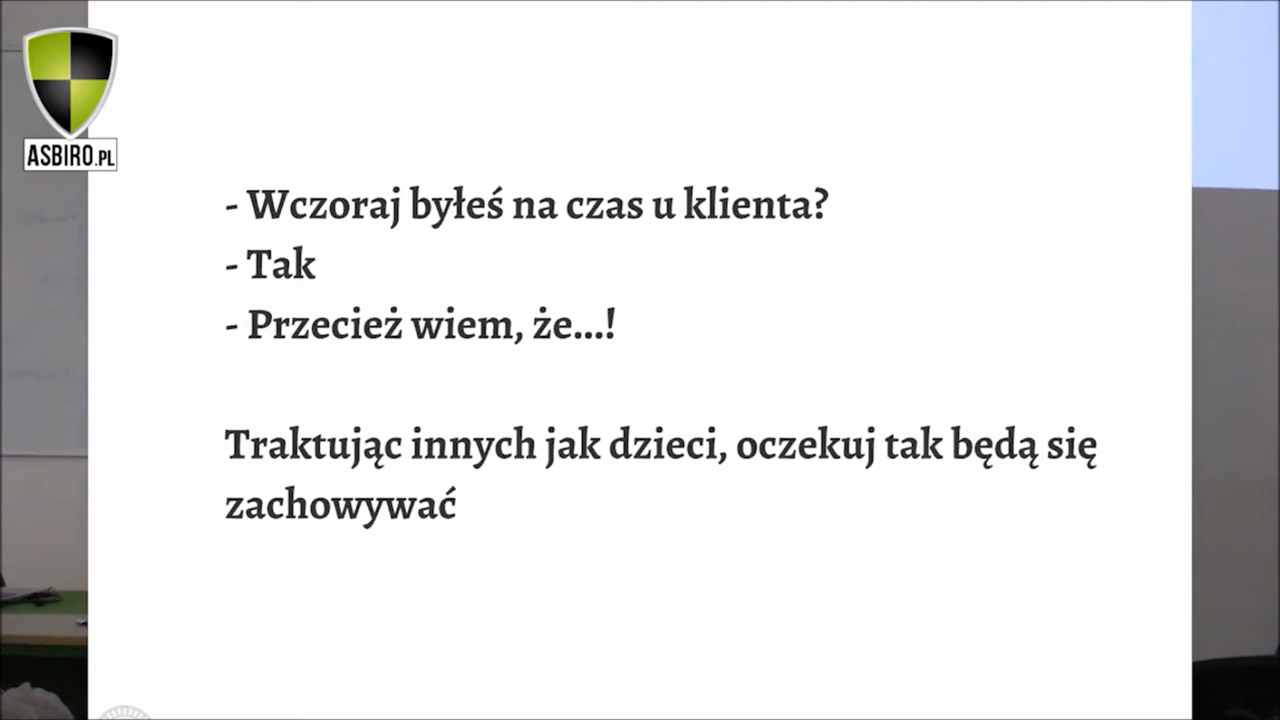 ASBIRO.PL
- Wczoraj byłeś na czas u klienta?
- Tak
- Przecież wiem, że...!
Traktując innych jak dzieci, oczekuj tak będą się
zachowywać